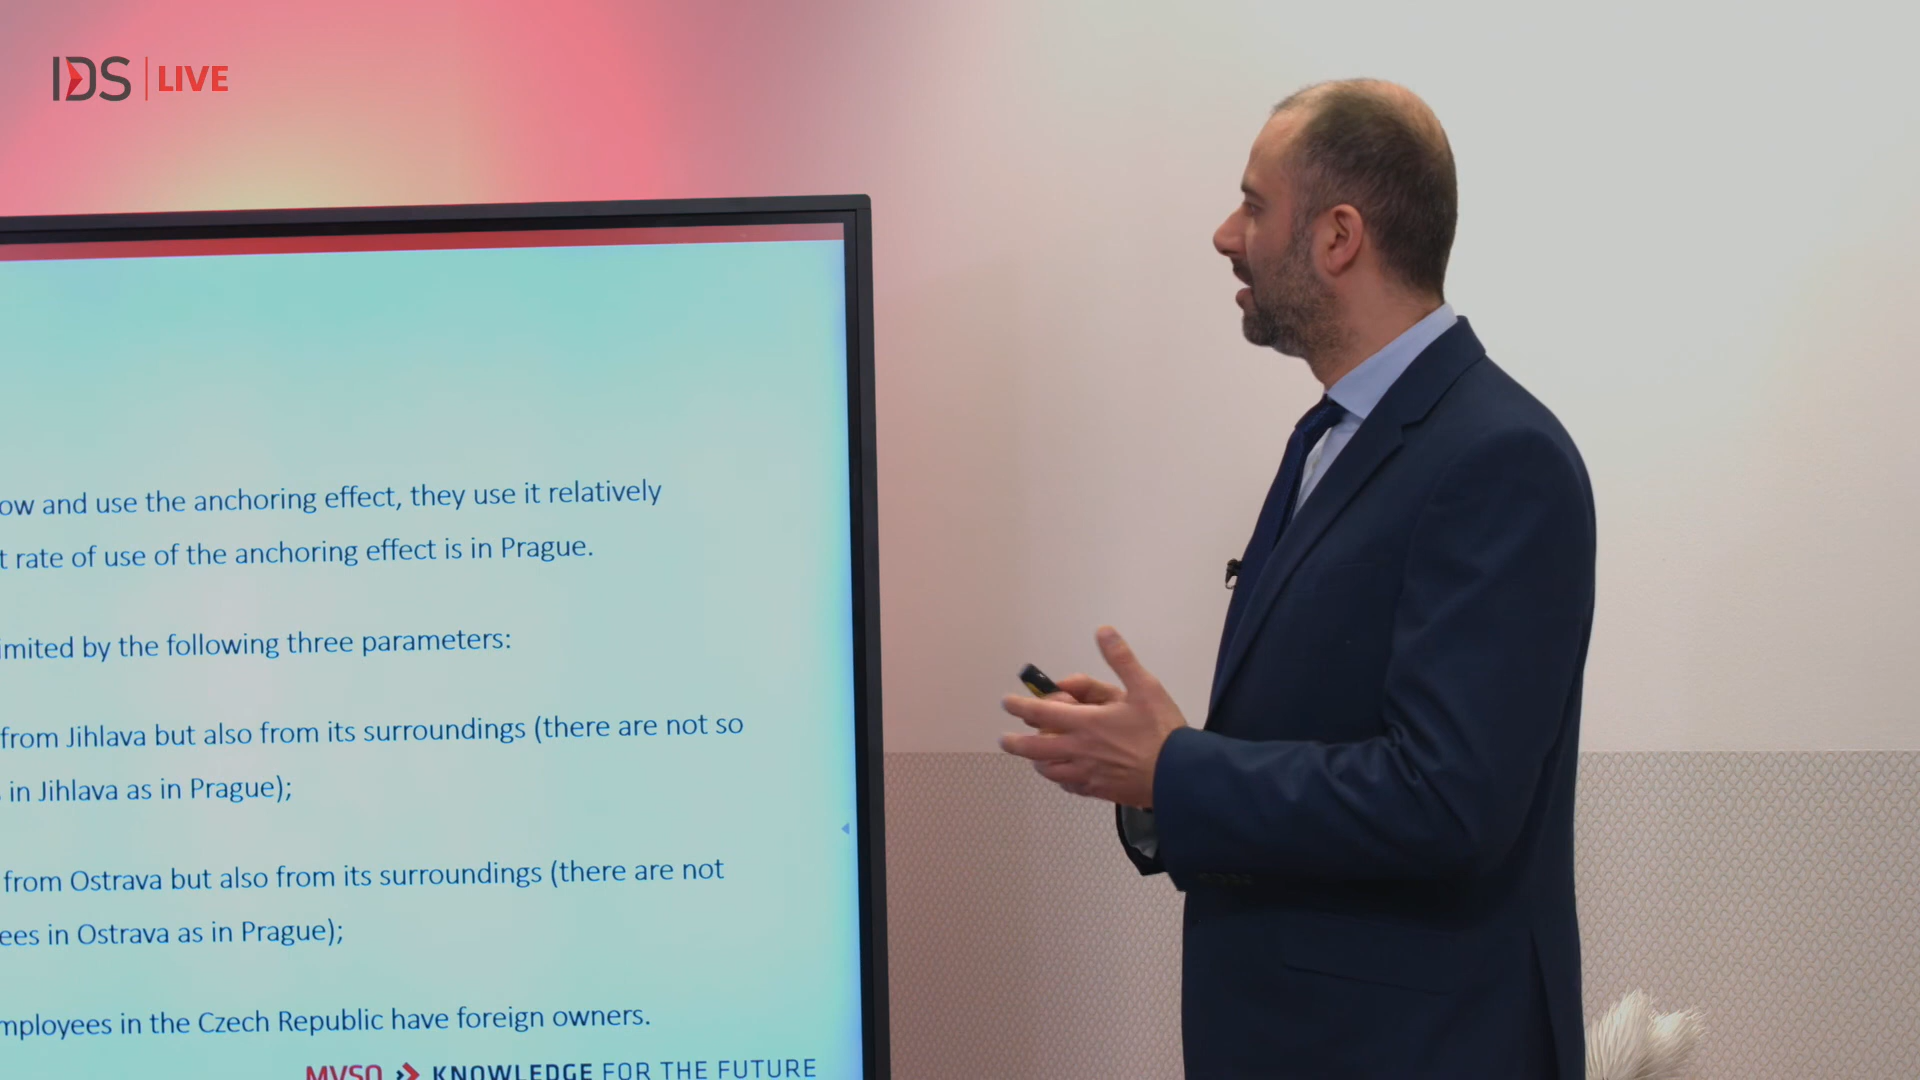 IDS | LIVE
ow and use the anchoring effect, they use it relatively
t rate of use of the anchoring effect is in Prague.
imited by the following three parameters:
from Jihlava but also from its surroundings (there are not so
in Jihlava as in Prague);
from Ostrava but also from its surroundings (there are not
ees in Ostrava as in Prague);
mployees in the Czech Republic have foreign owners.
MVSO KNOWLEDGE FOR THE FUTURE